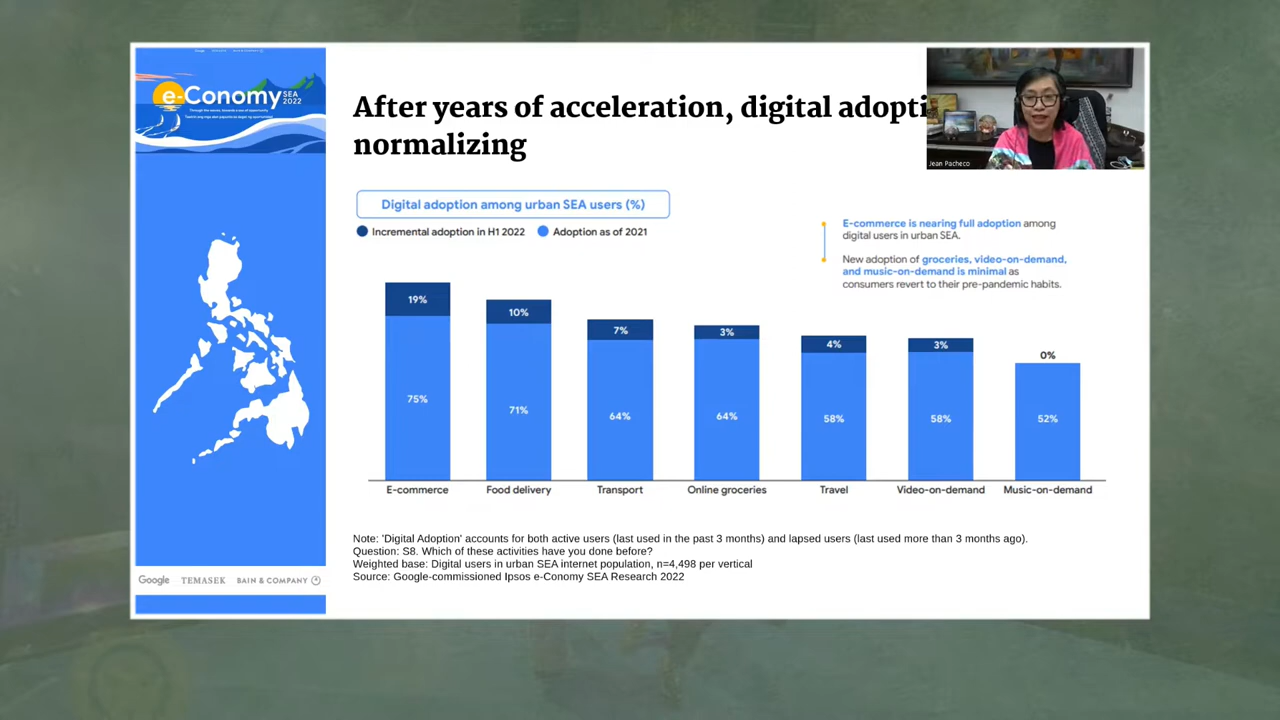 e-Conomy SEA
2022
Through the waves, towards a sea of opportunity
After years of acceleration, digital adopti
normalizing
Jean Pacheco
Digital adoption among urban SEA users (%)
Incremental adoption in H1 2022 Adoption as of 2021
E-commerce is nearing full adoption among
digital users in urban SEA.
New adoption of groceries, video-on-demand,
and music-on-demand is minimal as
consumers revert to their pre-pandemic habits.
19% 10% 7% 3% 4% 3% 0%
75% 71% 64% 64% 58% 58% 52%
E-commerce Food delivery Transport Online groceries Travel Video-on-demand Music-on-demand
Note: 'Digital Adoption' accounts for both active users (last used in the past 3 months) and lapsed users (last used more than 3 months ago).
Question: S8. Which of these activities have you done before?
Weighted base: Digital users in urban SEA internet population, n=4,498 per vertical
Source: Google-commissioned Ipsos e-Conomy SEA Research 2022
Google TEMASEK BAIN & COMPANY